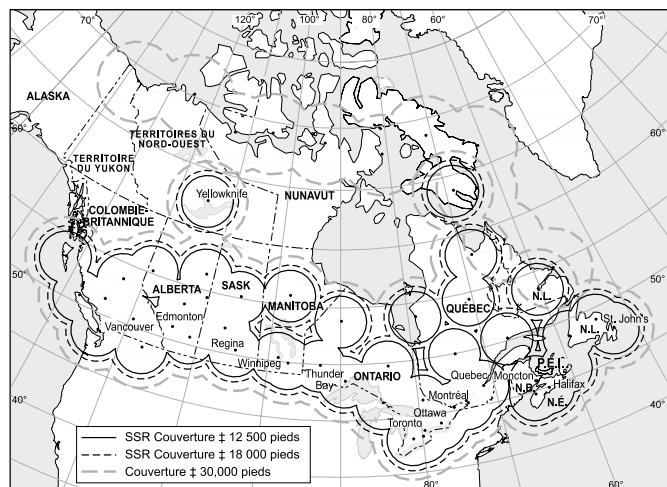 120°
100°
80°
60°
70°
70°
ALASKA
60°
TERRITOIRE
DU YUKON
TERRITOIRES DU
NORD-OUEST
NUNAVUT
Yellowknife
60°
COLOMBIE-
BRITANNIQUE
50°
ALBERTA
SASK
MANITOBA
Edmonton
Vancouver
Regina
Winnipeg
Thunder
Bay
ONTARIO
QUÉBEC
N.L.
N.L.
St. John's
50°
P.E.I.
Quebec
Moncton
N.B.
Halifax
N.É.
Montréal
Ottawa
Toronto
40°
40°
80°
60°
SSR Couverture ‡ 12 500 pieds
SSR Couverture ‡ 18 000 pieds
Couverture ‡ 30,000 pieds